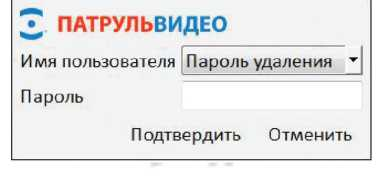 ПАТРУЛЬВИДЕО
Имя пользователя Пароль удаления
Пароль
Подтвердить Отменить